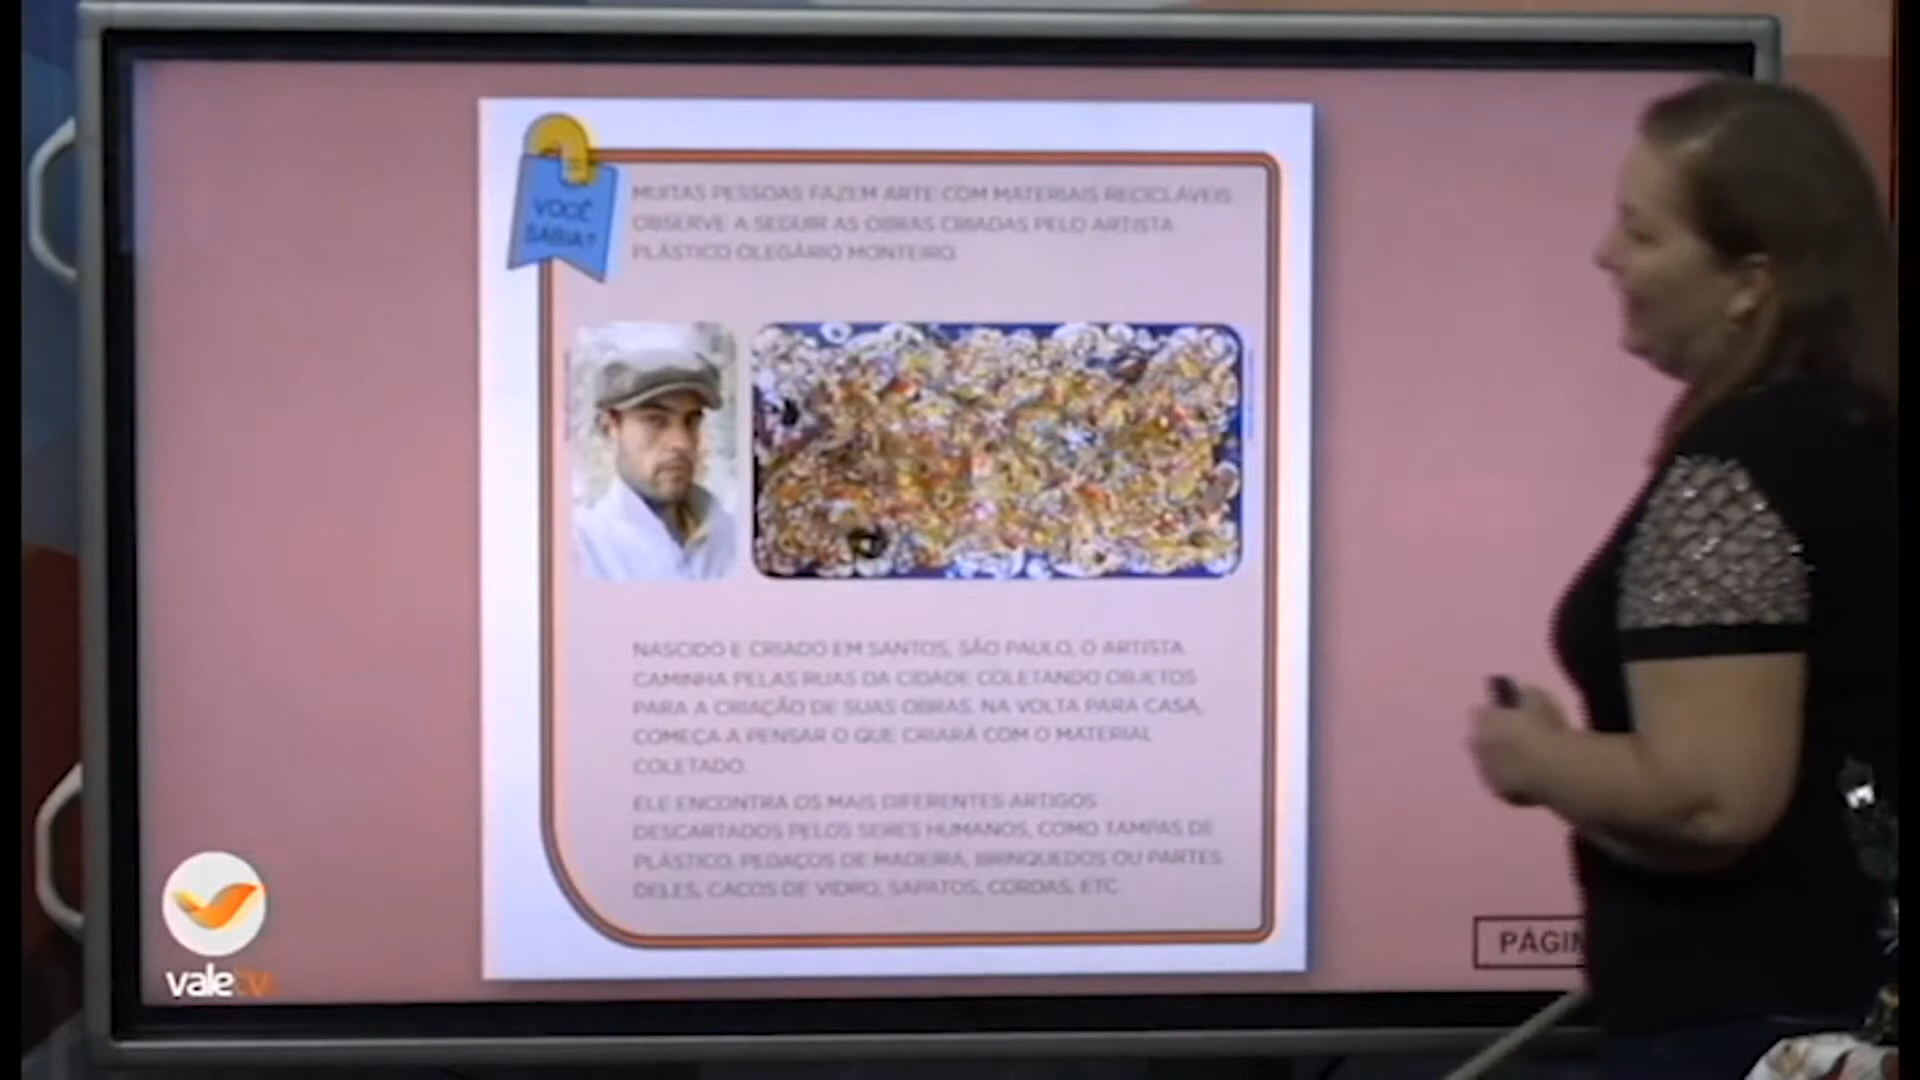 VOCÊ
SABIA?
MUITAS PESSOAS FAZEM ARTE COM MATERIAIS RECICLÁVEIS.
OBSERVE A SEGUIR AS OBRAS CRIADAS PELO ARTISTA
PLÁSTICO OLEGÁRIO MONTEIRO.
NASCIDO E CRIADO EM SANTOS, SÃO PAULO, O ARTISTA
CAMINHA PELAS RUAS DA CIDADE COLETANDO OBJETOS
PARA A CRIAÇÃO DE SUAS OBRAS. NA VOLTA PARA CASA,
COMEÇA A PENSAR O QUE CRIARÁ COM O MATERIAL
COLETADO.
ELE ENCONTRA OS MAIS DIFERENTES ARTIGOS
DESCARTADOS PELOS SERES HUMANOS, COMO TAMPAS DE
PLÁSTICO, PEDAÇOS DE MADEIRA, BRINQUEDOS OU PARTES
DELES, CACOS DE VIDRO, SAPATOS, CORDAS, ETC.
PÁGIN
valetv